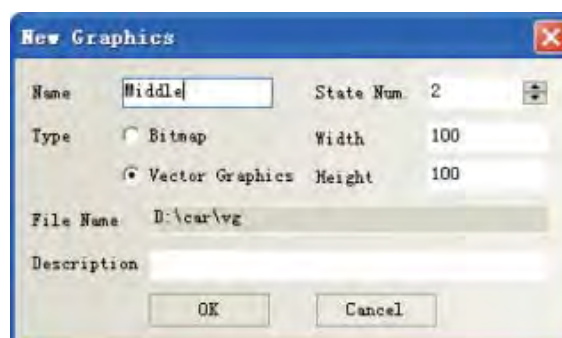 New Graphics
Name Middle State Num 2
Type Bitmap Width 100
Vector Graphics Height 100
File Name D:\car\vg
Description
OK Cancel